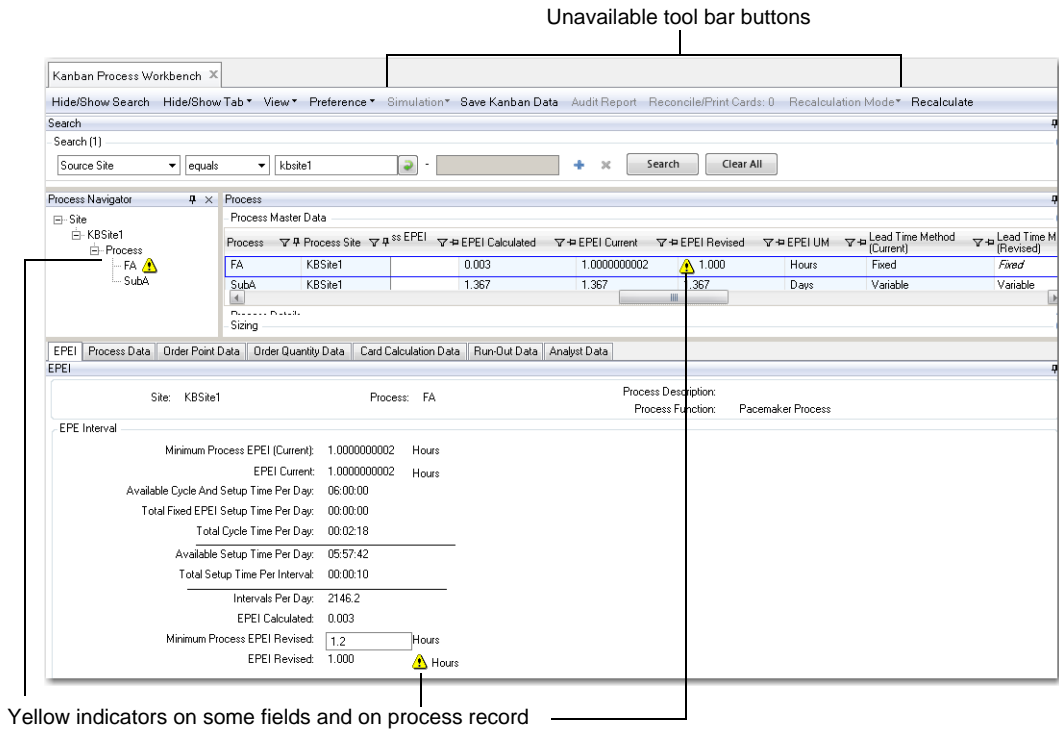 Unavailable tool bar buttons
Kanban Process Workbench
Hide/Show Search Hide/Show Tab View Preference Simulation Save Kanban Data Audit Report Reconcile/Print Cards: 0 Recalculation Mode Recalculate
Search
Search (1)
Source Site equals kbsite1 - Search Clear All
Process Navigator
Site
KBSite1
Process
FA
SubA
Process
Process Master Data
Process Process Site ss EPEI EPEI Calculated EPEI Current EPEI Revised EPEI UM Lead Time Method (Current) Lead Time M (Revised)
FA KBSite1 0.003 1.0000000002 1.000 Hours Fixed Fixed
SubA KBSite1 1.367 1.367 1.367 Days Variable Variable
Process Details
Sizing
EPEI Process Data Order Point Data Order Quantity Data Card Calculation Data Run-Out Data Analyst Data
EPEI
Site: KBSite1 Process: FA Process Description:
Process Function: Pacemaker Process
EPE Interval
Minimum Process EPEI (Current): 1.0000000002 Hours
EPEI Current: 1.0000000002 Hours
Available Cycle And Setup Time Per Day: 06:00:00
Total Fixed EPEI Setup Time Per Day: 00:00:00
Total Cycle Time Per Day: 00:02:18
Available Setup Time Per Day: 05:57:42
Total Setup Time Per Interval: 00:00:10
Intervals Per Day: 2146.2
EPEI Calculated: 0.003
Minimum Process EPEI Revised: 1.2 Hours
EPEI Revised: 1.000 Hours
Yellow indicators on some fields and on process record